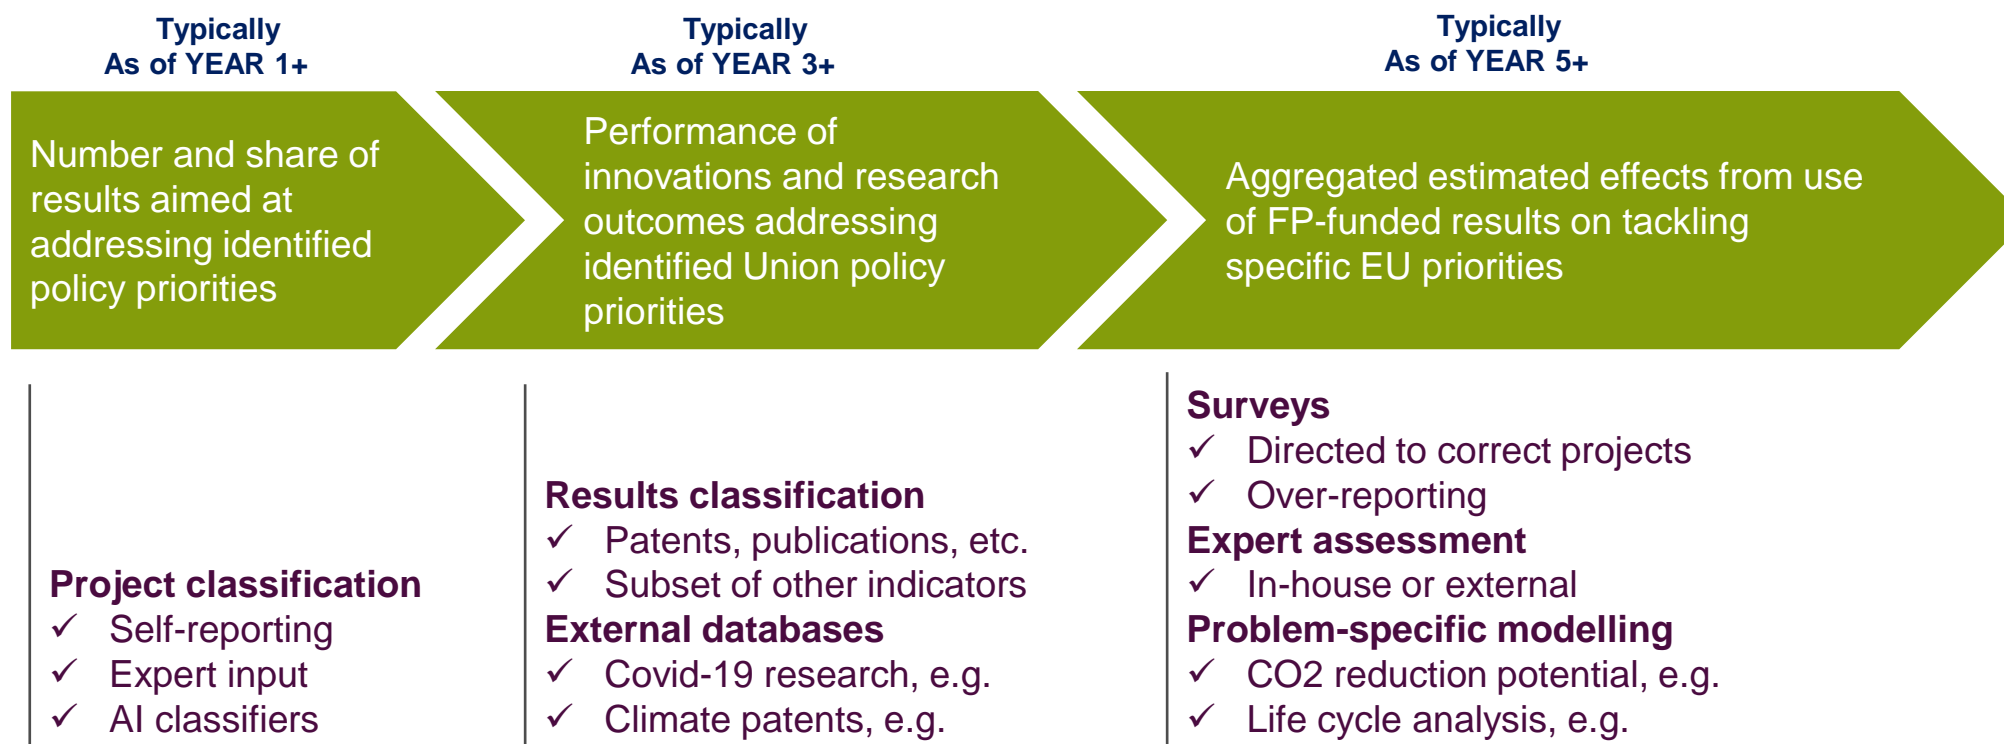 Typically
As of YEAR 1+
Typically
As of YEAR 3+
Typically
As of YEAR 5+
Number and share of
results aimed at
addressing identified
policy priorities
Performance of
innovations and research
outcomes addressing
identified Union policy
priorities
Aggregated estimated effects from use
of FP-funded results on tackling
specific EU priorities
Project classification
✓ Self-reporting
✓ Expert input
✓ AI classifiers
Results classification
✓ Patents, publications, etc.
✓ Subset of other indicators
External databases
✓ Covid-19 research, e.g.
✓ Climate patents, e.g.
Surveys
✓ Directed to correct projects
✓ Over-reporting
Expert assessment
✓ In-house or external
Problem-specific modelling
✓ CO2 reduction potential, e.g.
✓ Life cycle analysis, e.g.